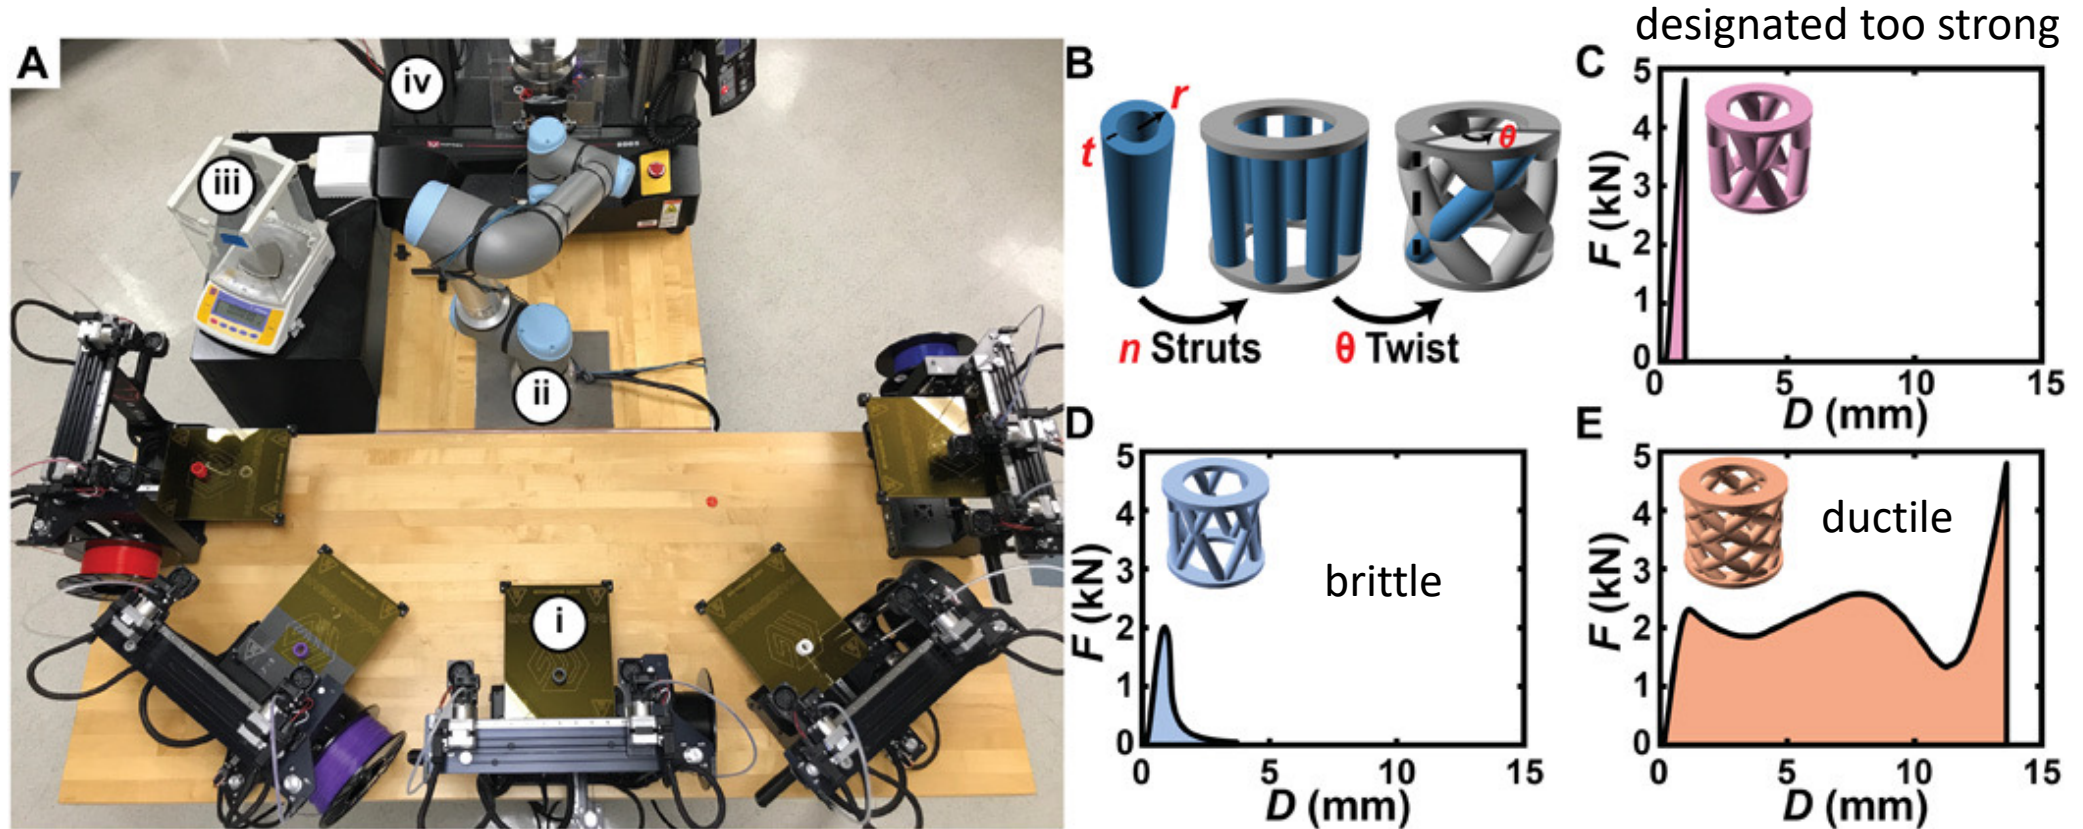 designated too strong
A
iv
iii
ii
i
B
r
t
θ
n Struts
θ Twist
C
5
4
3
2
1
0
F (kN)
0 5 10 15
D (mm)
D
5
4
3
2
1
0
F (kN)
brittle
0 5 10 15
D (mm)
E
5
4
3
2
1
0
F (kN)
ductile
0 5 10 15
D (mm)